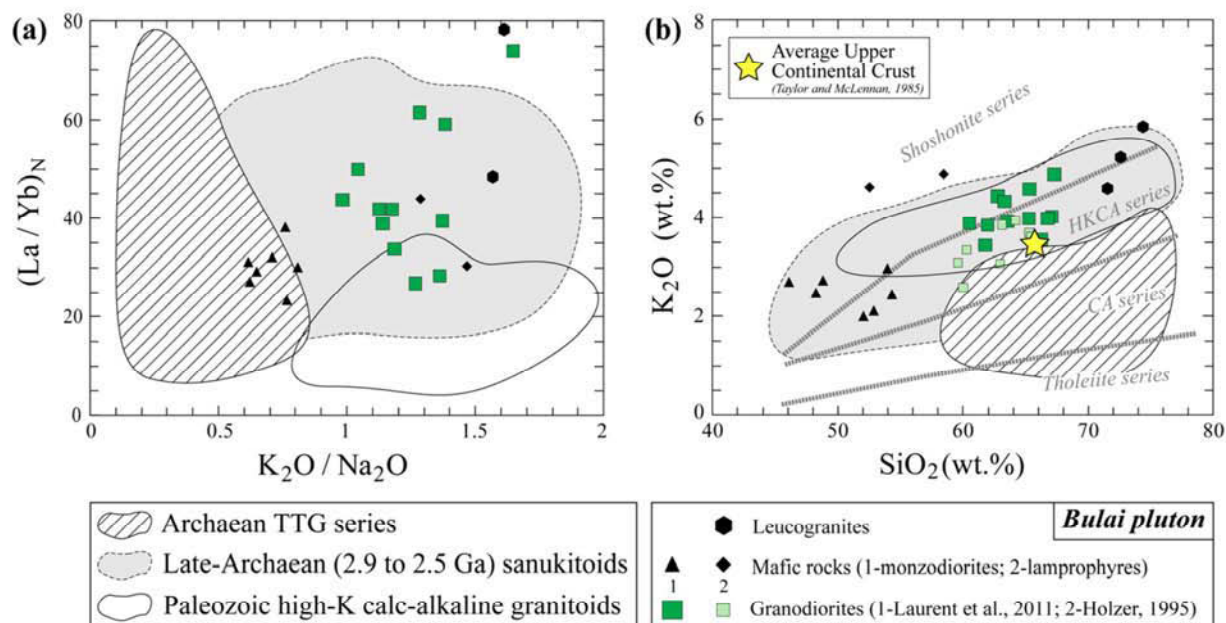 (a)
(La / Yb)N
80
60
40
20
0
0
0.5
1
1.5
2
K2O / Na2O
(b)
K2O (wt.%)
8
6
4
2
0
40
50
60
70
80
SiO2 (wt.%)
Average Upper
Continental Crust
(Taylor and McLennan, 1985)
Shoshonite series
HKCA series
CA series
Tholeiite series
Archaean TTG series
Late-Archaean (2.9 to 2.5 Ga) sanukitoids
Paleozoic high-K calc-alkaline granitoids
Bulai pluton
Leucogranites
Mafic rocks (1-monzodiorites; 2-lamprophyres)
1 2
Granodiorites (1-Laurent et al., 2011; 2-Holzer, 1995)